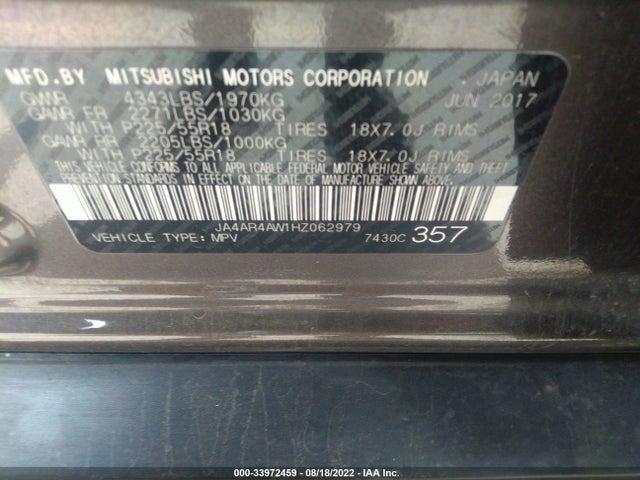 MFD.BY MITSUBISHI MOTORS CORPORATION JAPAN
GVWR 4343LBS/1970KG JUN 2017
GAWR FR 2271LBS/1030KG
WITH P225/55R18 TIRES 18X7.0J RIMS
GAWR RR 2205LBS/1000KG
WITH P225/55R18 TIRES 18X7.0J RIMS
THIS VEHICLE CONFORMS TO ALL APPLICABLE FEDERAL MOTOR VEHICLE SAFETY AND THEFT
PREVENTION STANDARDS IN EFFECT ON THE DATE OF MANUFACTURE SHOWN ABOVE.
JA4AR4AW1HZ062979
VEHICLE TYPE: MPV 7430C 357
000-33972459 - 08/18/2022 - IAA Inc.